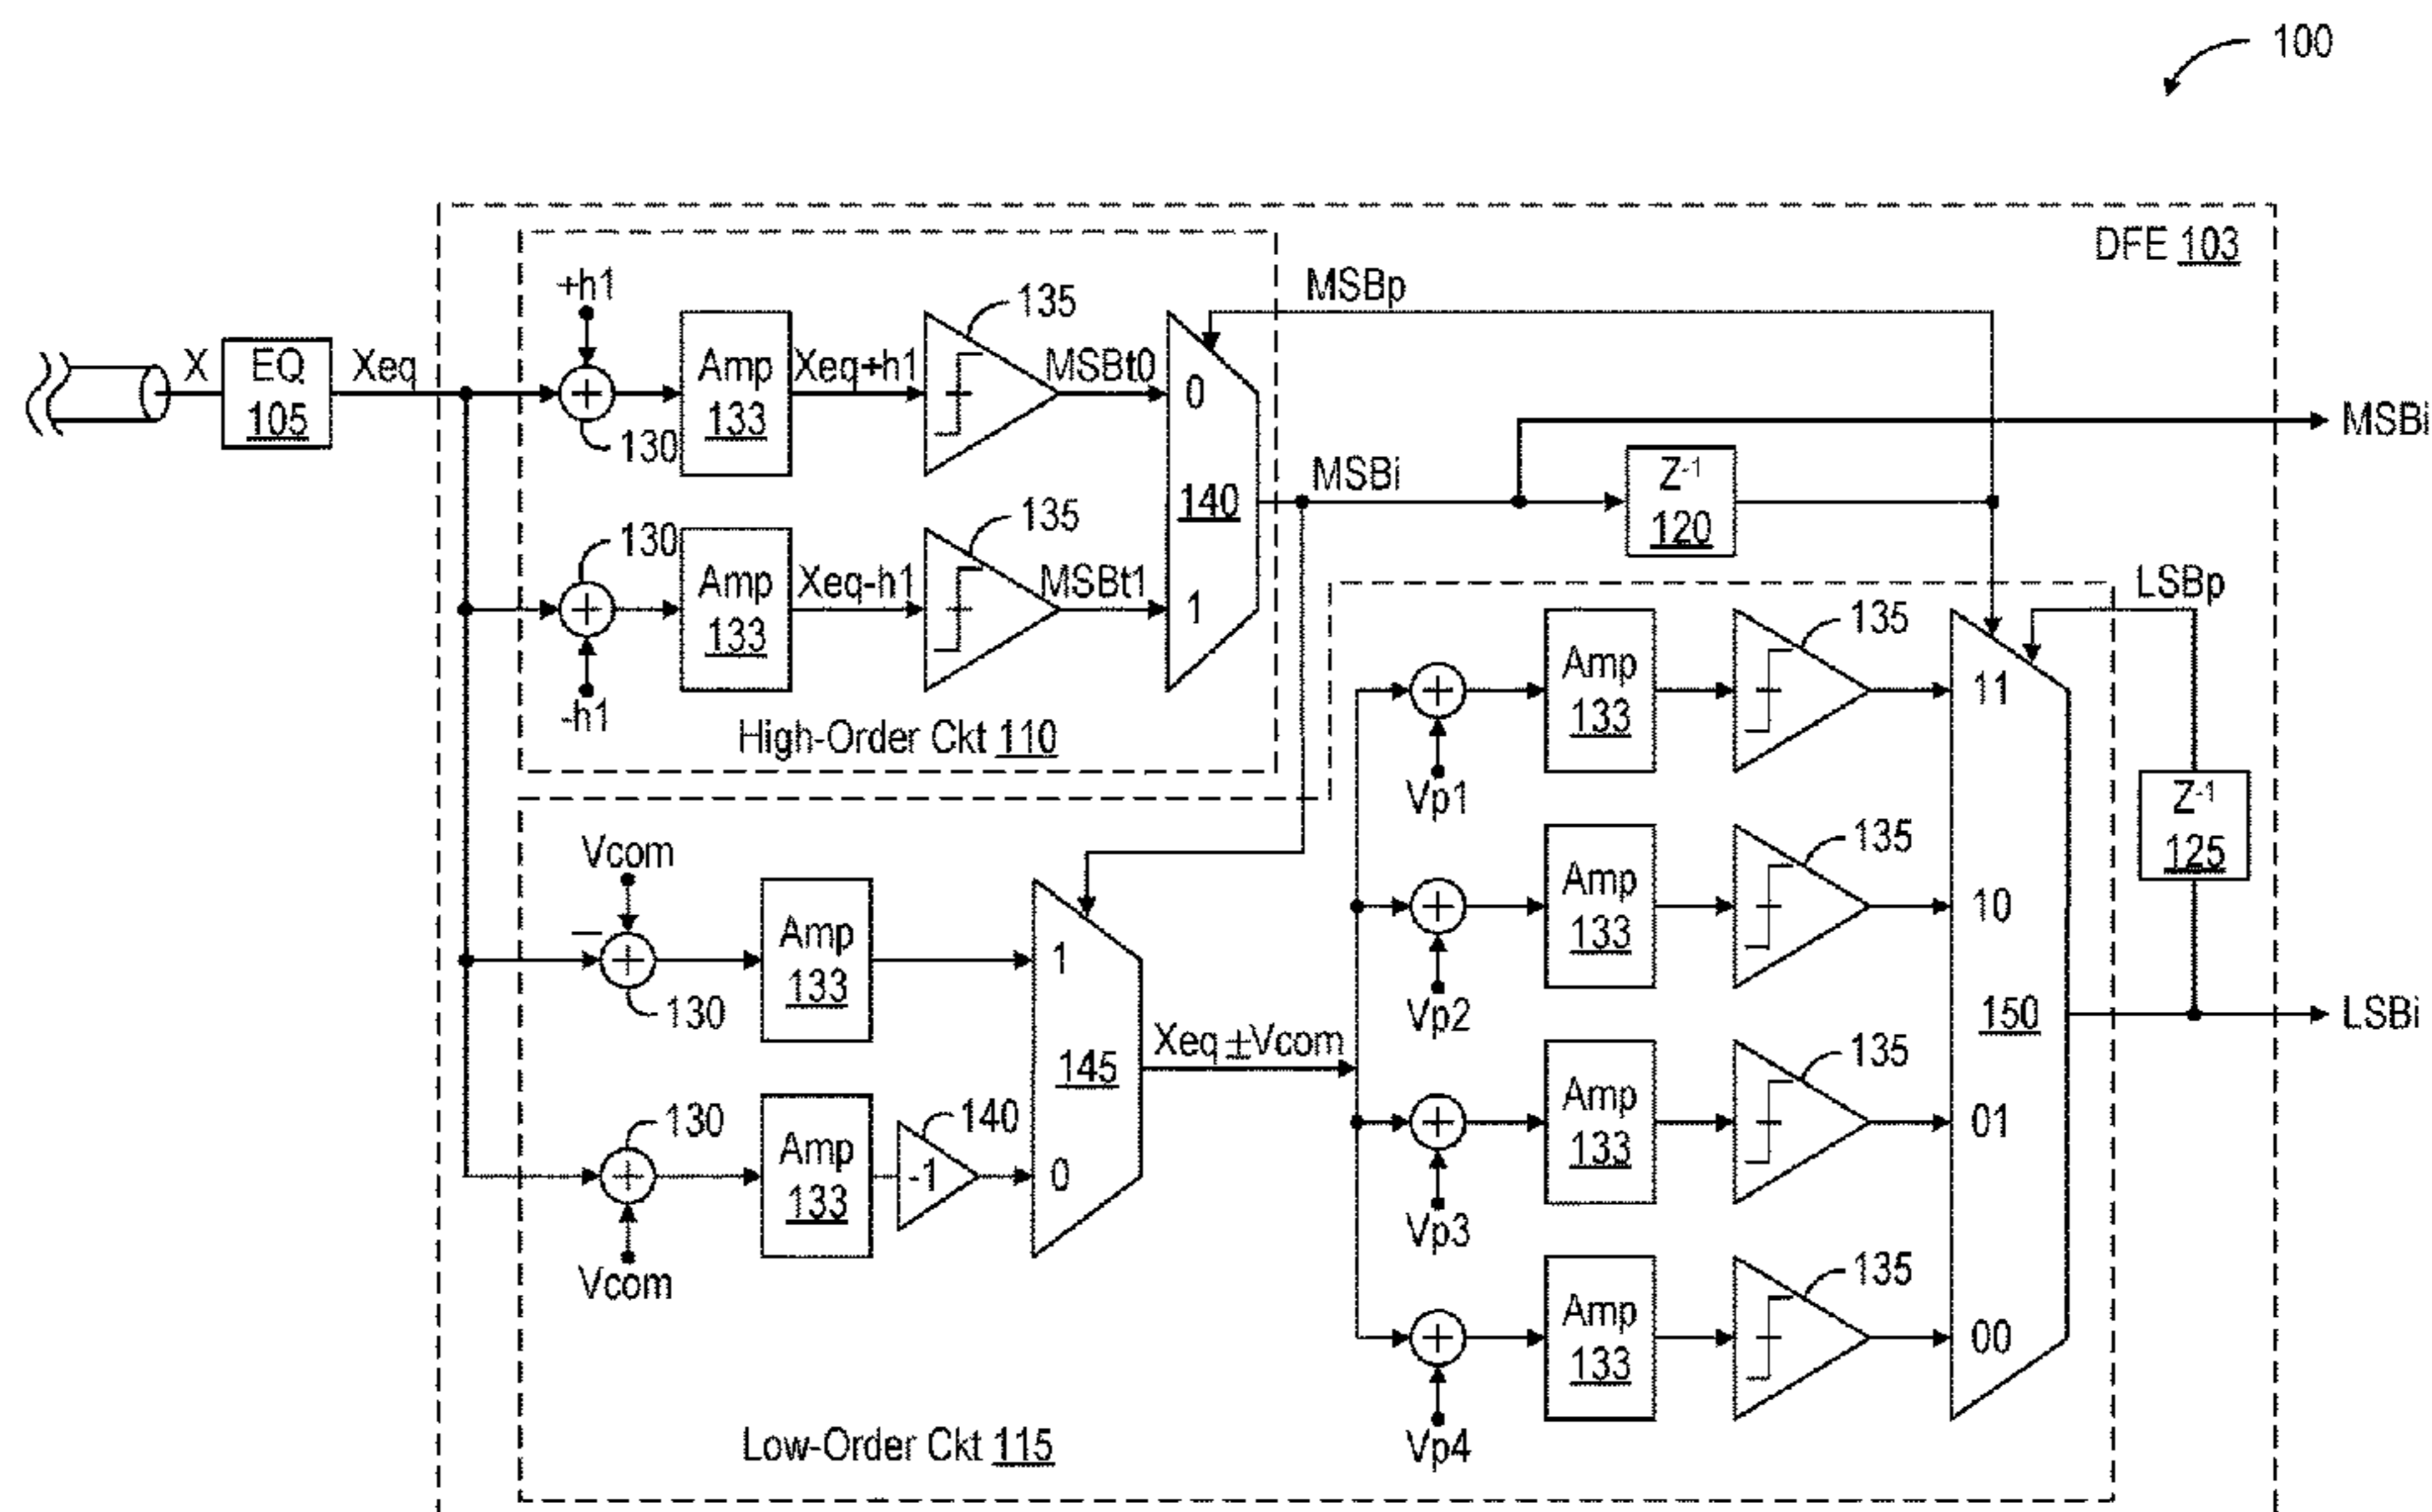 100
DFE 103
+h1
135
MSBp
X
EQ
105
Xeq
Amp
133
Xeq+h1
MSBt0
0
130
MSBi
MSBi
Z-1
120
140
130
135
Amp
133
Xeq-h1
MSBt1
1
-h1
High-Order Ckt 110
LSBp
Amp
133
135
11
Vp1
Z-1
125
Vcom
–
Amp
133
1
130
Amp
133
135
10
Vp2
150
LSBi
145
Xeq ±Vcom
130
Amp
133
140
-1
0
Vcom
Amp
133
135
01
Vp3
Amp
133
135
00
Vp4
Low-Order Ckt 115